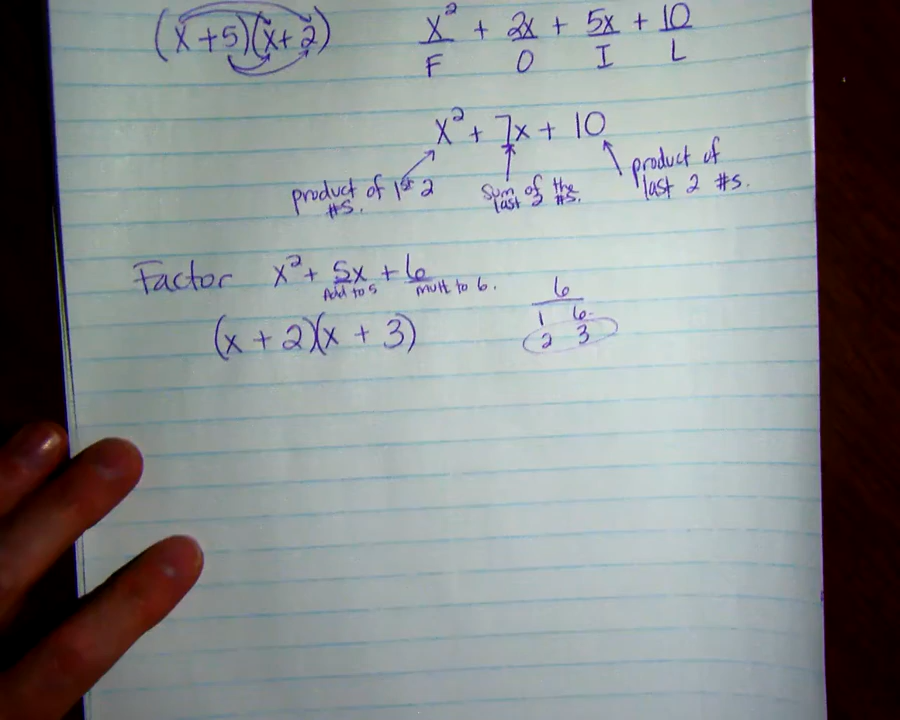 (x + 5)(x + 2) x² + 2x + 5x + 10
F O I L
x² + 7x + 10
product of 1st 2 #s.
sum of the last 2 #s.
product of last 2 #s.
Factor x² + 5x + 6
Add to 5 mult to 6.
(x + 2)(x + 3)
6
1 6
2 3